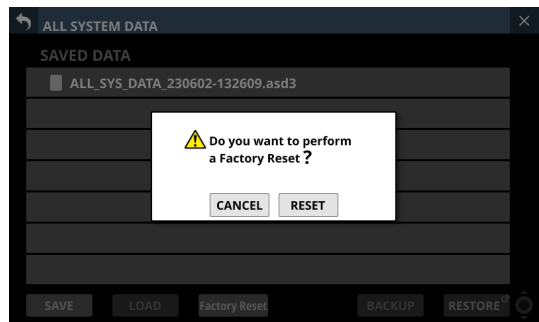 ALL SYSTEM DATA
SAVED DATA
ALL_SYS_DATA_230602-132609.asd3
Do you want to perform
a Factory Reset ?
CANCEL RESET
SAVE LOAD Factory Reset BACKUP RESTORE